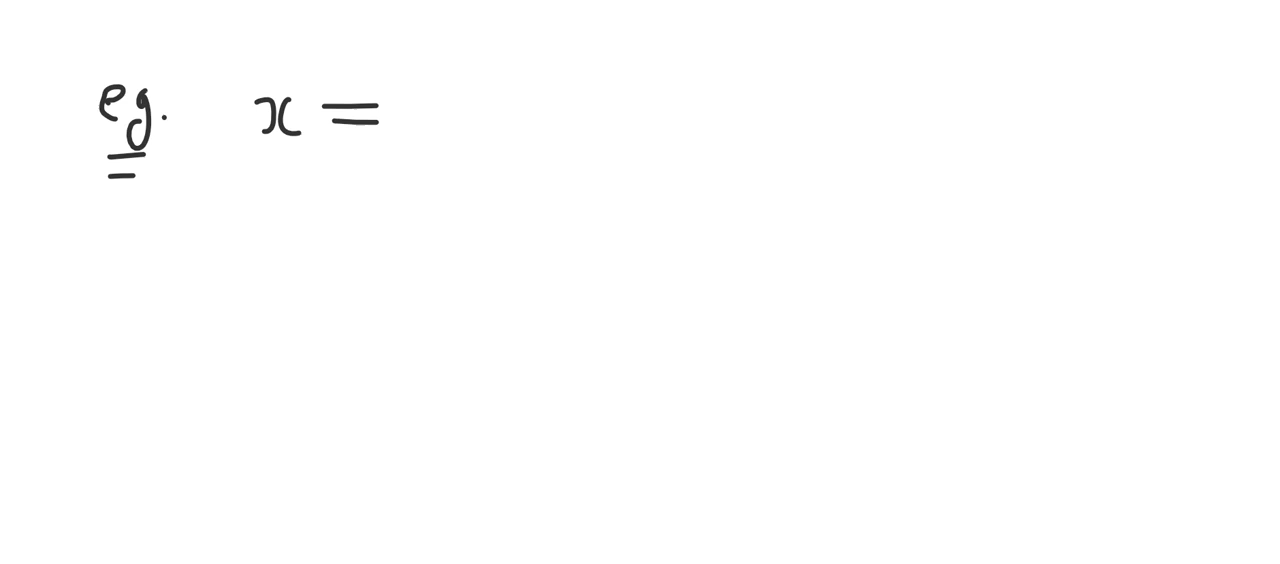 eg. x =